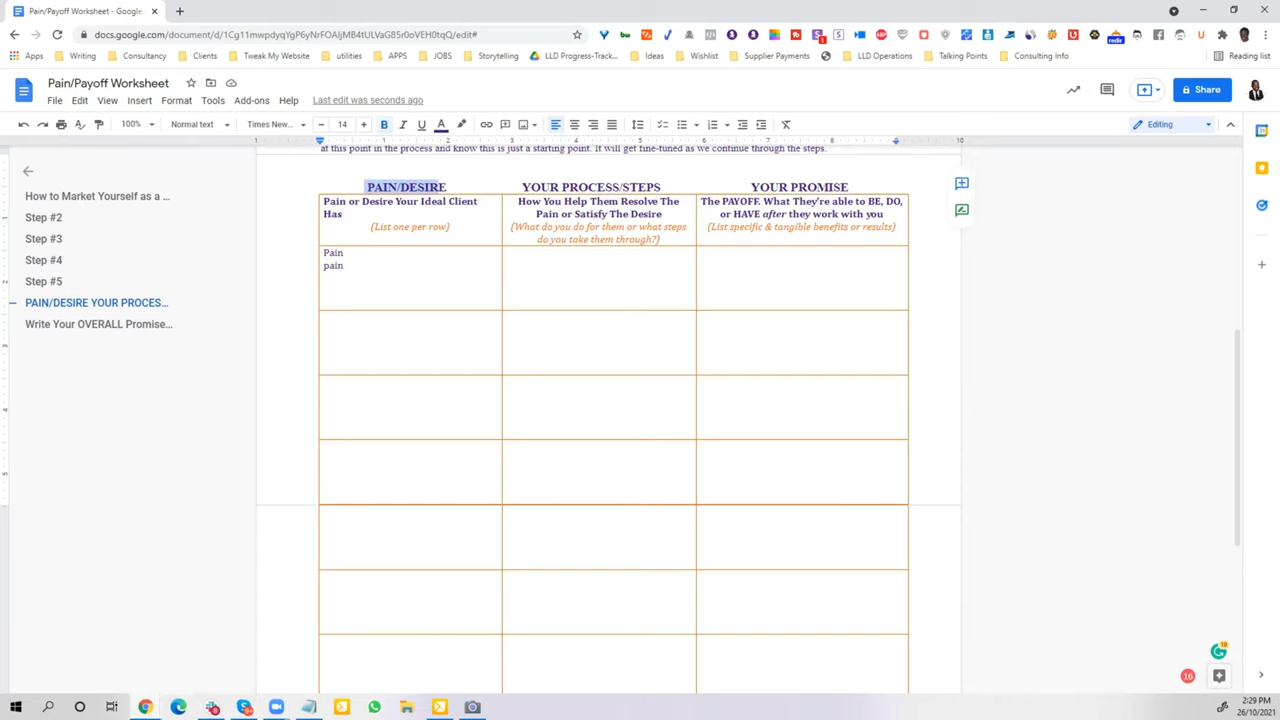 Pain/Payoff Worksheet - Google
docs.google.com/document/d/1Cg11mwpdyqYgP6yNrFOAIjMB4tULVaG85r0oVEH0tqQ/edit#
Apps Writing Consultancy Clients Tweak My Website utilities APPS JOBS Storytelling LLD Progress-Track... Ideas Wishlist Supplier Payments LLD Operations Talking Points Consulting Info Reading list
Pain/Payoff Worksheet
Share
File Edit View Insert Format Tools Add-ons Help Last edit was seconds ago
100% Normal text Times New... 14 B I U A Editing
at this point in the process and know this is just a starting point. It will get fine-tuned as we continue through the steps.
How to Market Yourself as a ...
Step #2
Step #3
Step #4
Step #5
PAIN/DESIRE YOUR PROCES...
Write Your OVERALL Promise...
PAIN/DESIRE YOUR PROCESS/STEPS YOUR PROMISE
Pain or Desire Your Ideal Client
Has
(List one per row)
How You Help Them Resolve The
Pain or Satisfy The Desire
(What do you do for them or what steps
do you take them through?)
The PAYOFF. What They're able to BE, DO,
or HAVE after they work with you
(List specific & tangible benefits or results)
Pain
pain
16
2:29 PM
26/10/2021